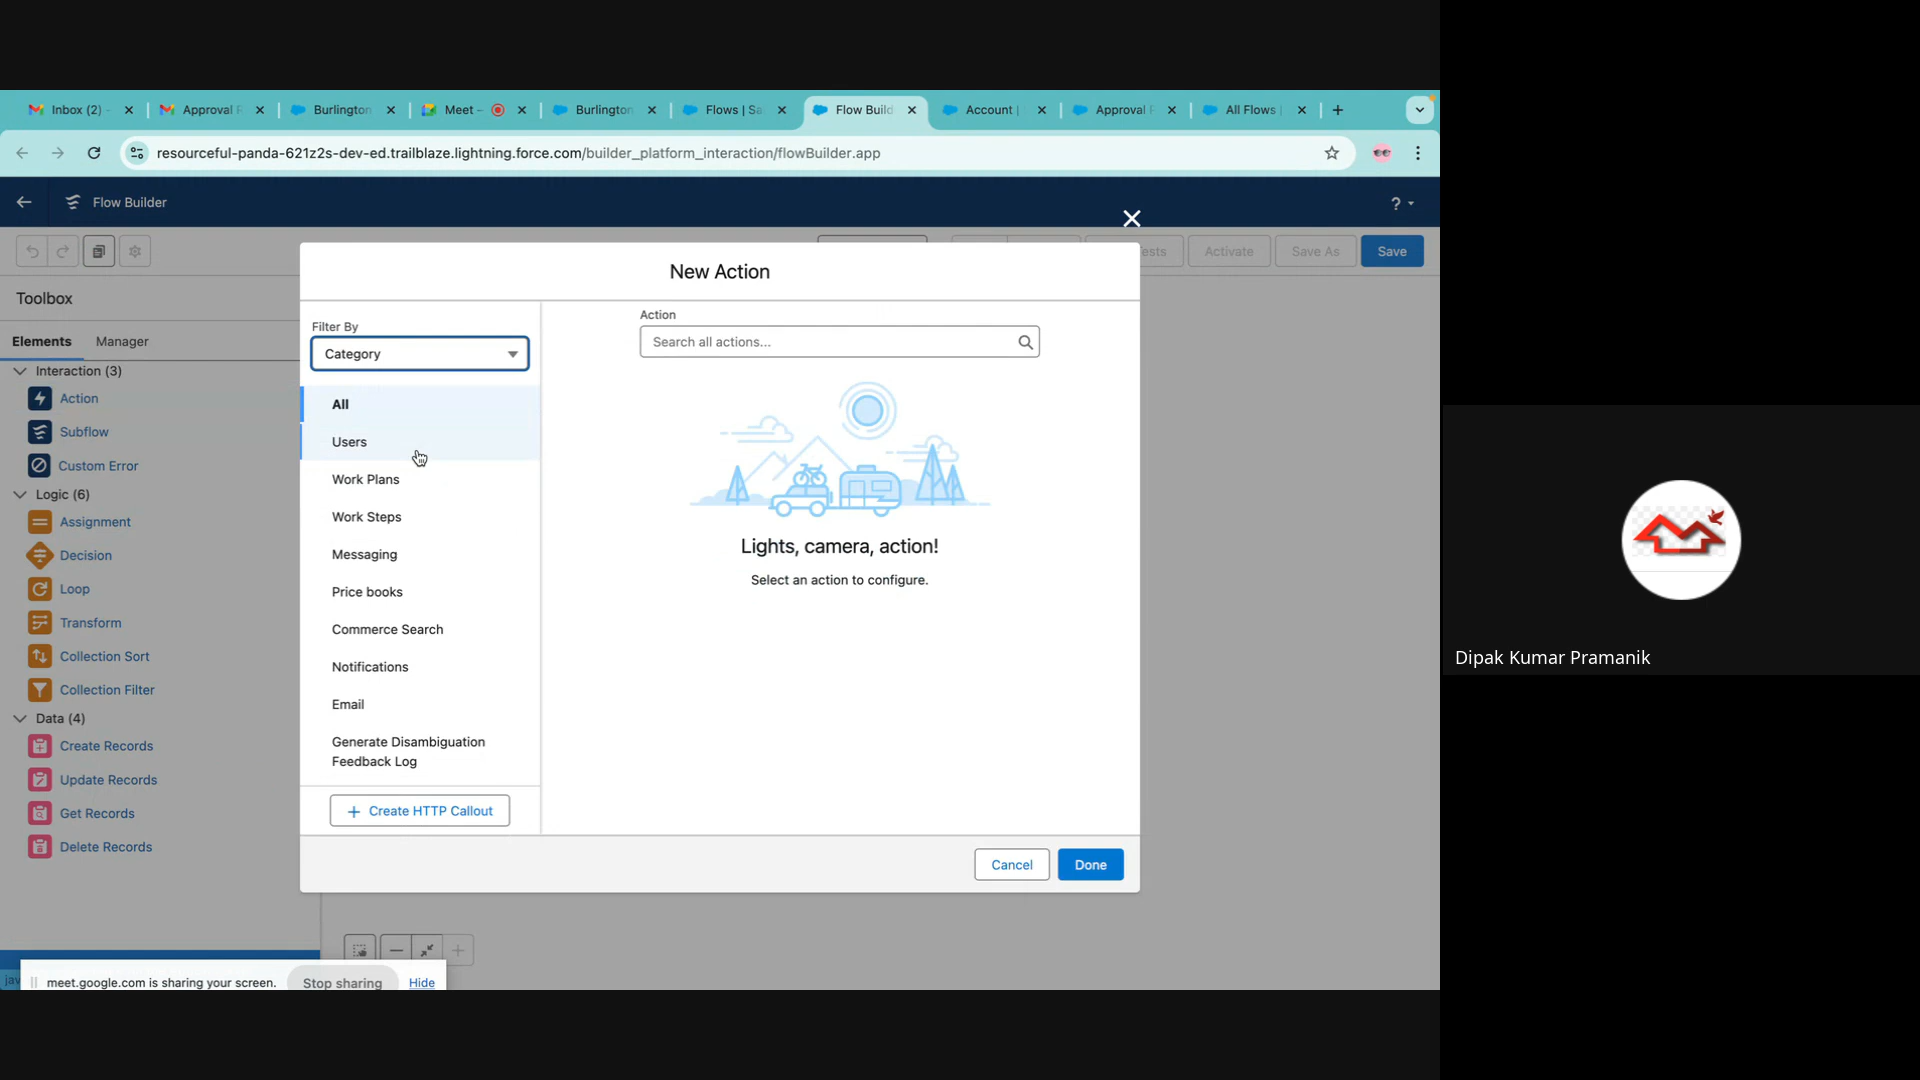 Inbox (2) -
Approval R
Burlington
Meet -
Burlington
Flows | Sa
Flow Build
Account |
Approval P
All Flows |
resourceful-panda-621z2s-dev-ed.trailblaze.lightning.force.com/builder_platform_interaction/flowBuilder.app
Flow Builder
?
ests
Activate
Save As
Save
Toolbox
Elements
Manager
Interaction (3)
Action
Subflow
Custom Error
Logic (6)
Assignment
Decision
Loop
Transform
Collection Sort
Collection Filter
Data (4)
Create Records
Update Records
Get Records
Delete Records
New Action
Filter By
Category
All
Users
Work Plans
Work Steps
Messaging
Price books
Commerce Search
Notifications
Email
Generate Disambiguation
Feedback Log
Create HTTP Callout
Action
Search all actions...
Lights, camera, action!
Select an action to configure.
Cancel
Done
jav
meet.google.com is sharing your screen.
Stop sharing
Hide
Dipak Kumar Pramanik